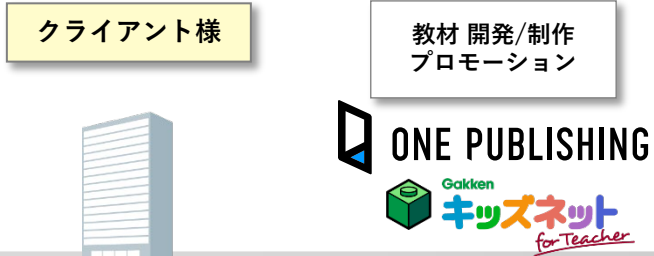 クライアント様
教材 開発/制作
プロモーション
ONE PUBLISHING
Gakken
キッズネット
for Teacher